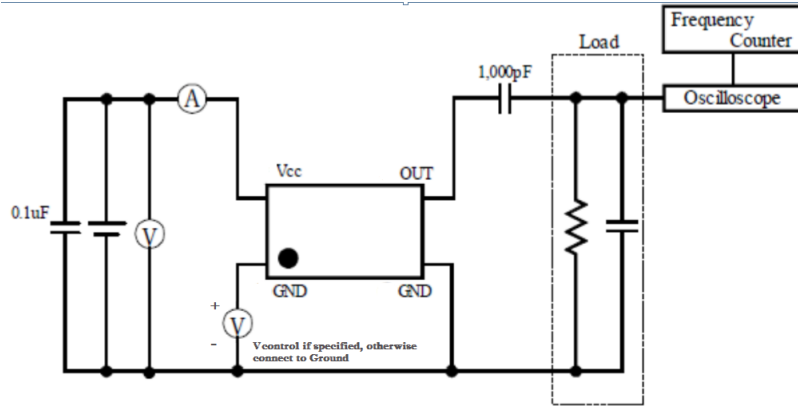 Frequency
Counter
Load
1,000pF
Oscilloscope
A
Vcc
OUT
0.1uF
V
GND
GND
+
V
-
Vcontrol if specified, otherwise
connect to Ground